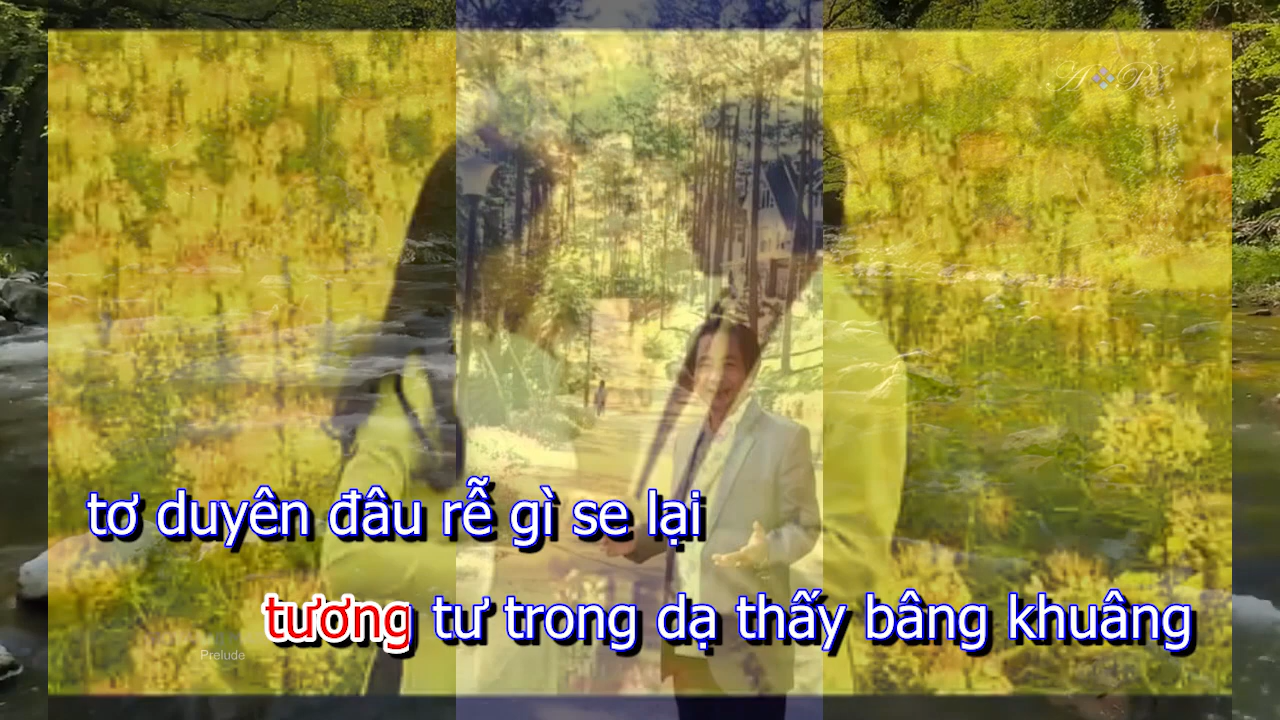 A P
tơ duyên đâu rễ gì se lại
tương tư trong dạ thấy bâng khuâng
Prelude